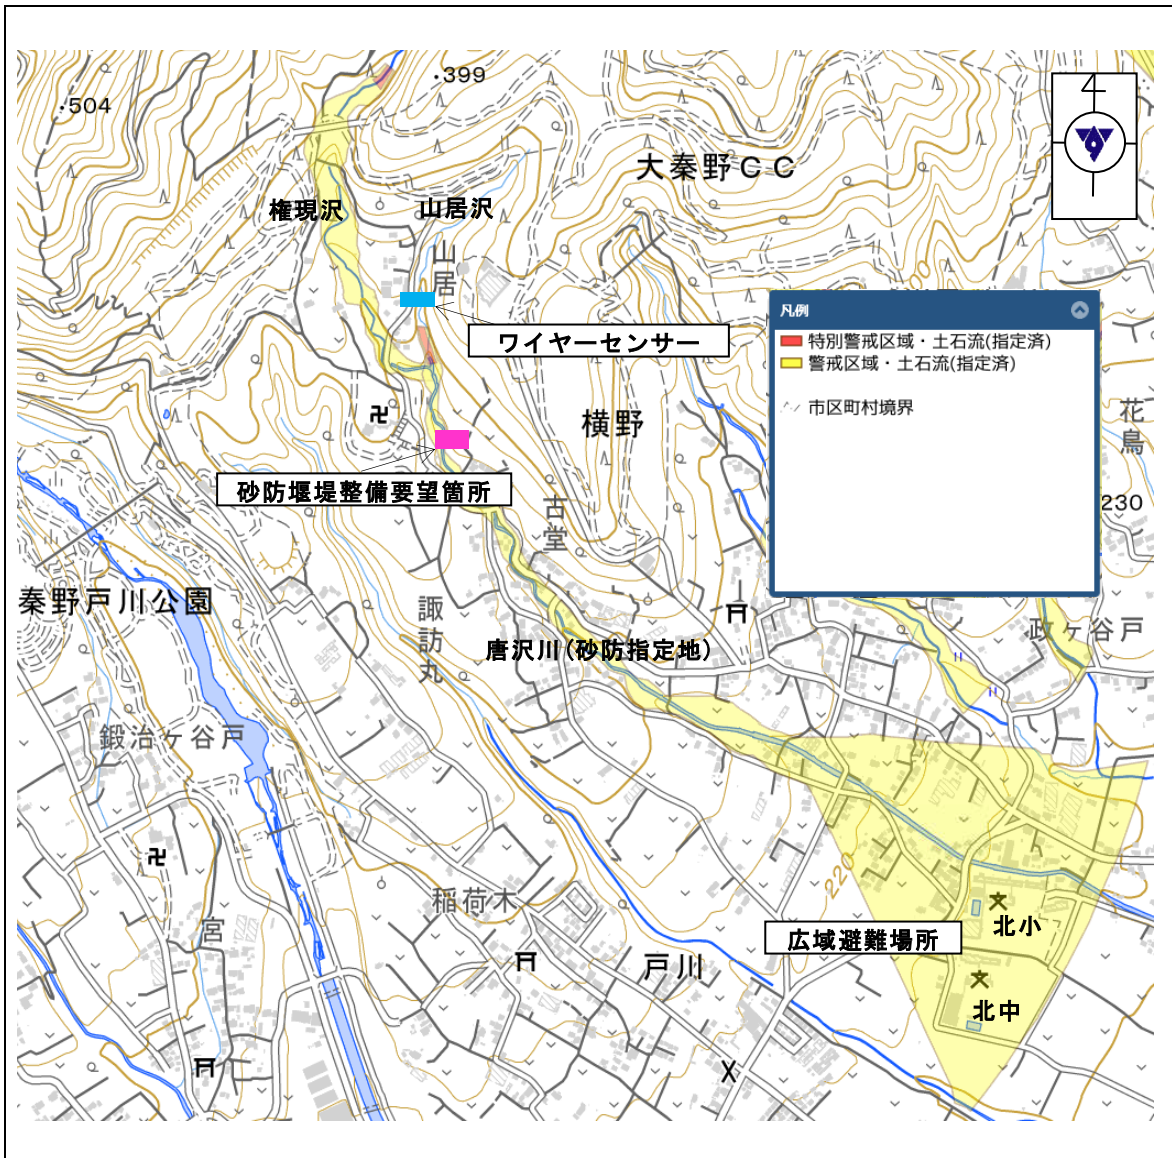 ・399
・504
大秦野CC
権現沢
山居沢
山居
200
凡例
特別警戒区域・土石流(指定済)
警戒区域・土石流(指定済)
市区町村境界
ワイヤーセンサー
花鳥
横野
砂防堰堤整備要望箇所
古堂
230
秦野戸川公園
諏訪丸
政ヶ谷戸
唐沢川(砂防指定地)
鍛治ヶ谷戸
220
稲荷木
宮
北小
広域避難場所
戸川
北中